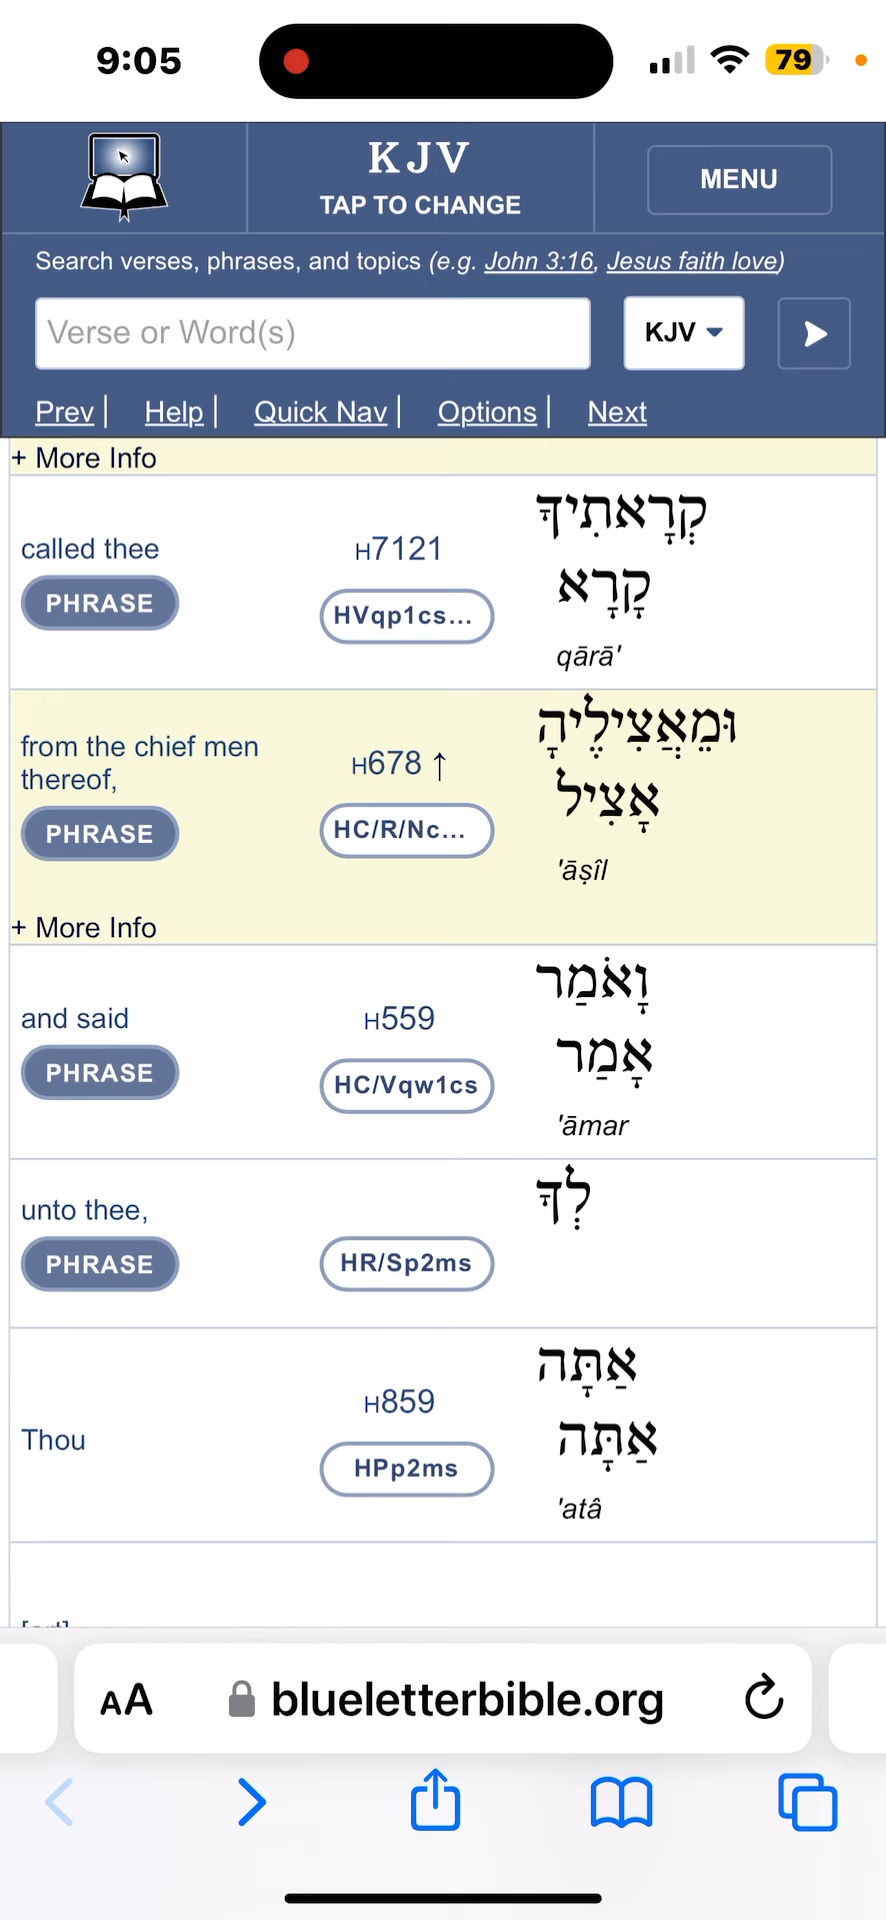 9:05
79
KJV
TAP TO CHANGE
MENU
Search verses, phrases, and topics (e.g. John 3:16, Jesus faith love)
Verse or Word(s)
KJV
Prev | Help | Quick Nav | Options | Next
+ More Info
called thee
PHRASE
H7121
HVqp1cs...
קְרָאתִיךָ
קָרָא
qārā'
from the chief men
thereof,
PHRASE
H678 ↑
HC/R/Nc...
וּמֵאֲצִילֶיהָ
אָצִיל
'āṣîl
+ More Info
and said
PHRASE
H559
HC/Vqw1cs
וָאֹמַר
אָמַר
'āmar
unto thee,
PHRASE
HR/Sp2ms
לְךָ
Thou
H859
HPp2ms
אַתָּה
אַתָּה
'atâ
AA
blueletterbible.org